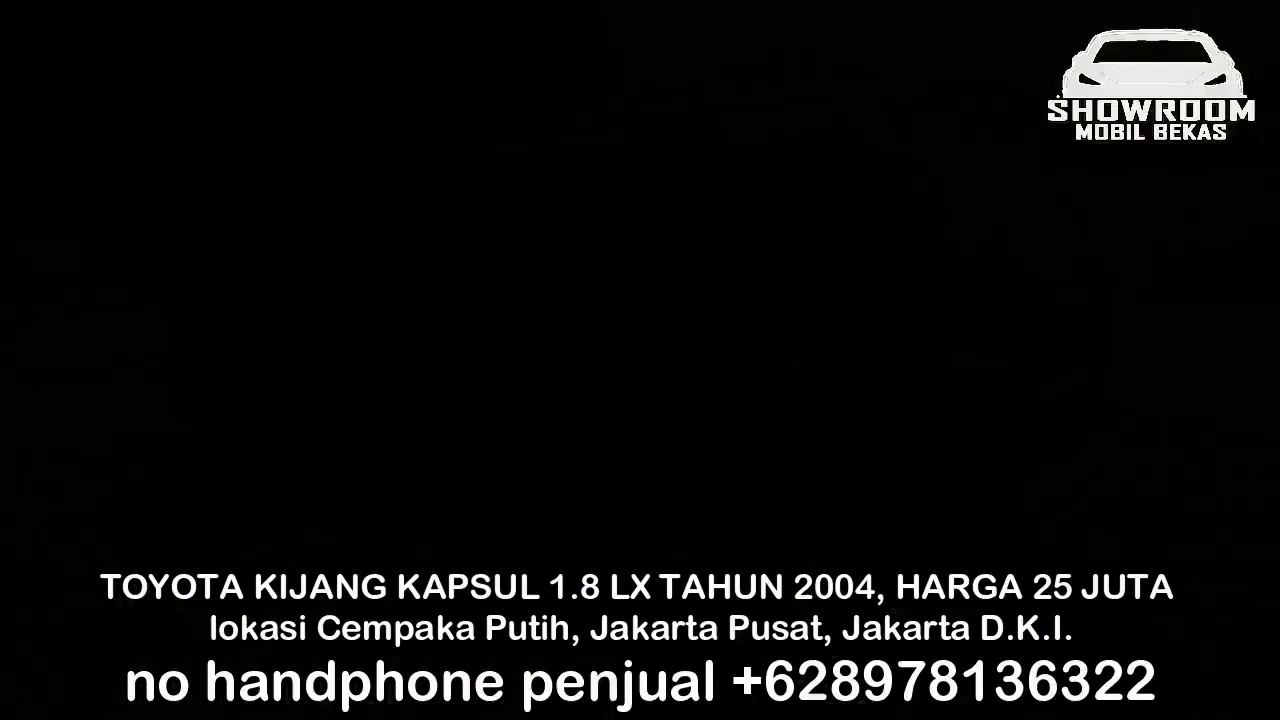 SHOWROOM
MOBIL BEKAS
TOYOTA KIJANG KAPSUL 1.8 LX TAHUN 2004, HARGA 25 JUTA
lokasi Cempaka Putih, Jakarta Pusat, Jakarta D.K.I.
no handphone penjual +628978136322